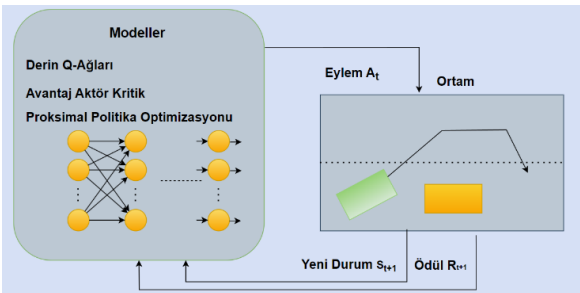 Modeller
Derin Q-Ağları
Avantaj Aktör Kritik
Proksimal Politika Optimizasyonu
Eylem At
Ortam
Yeni Durum St+1
Ödül Rt+1